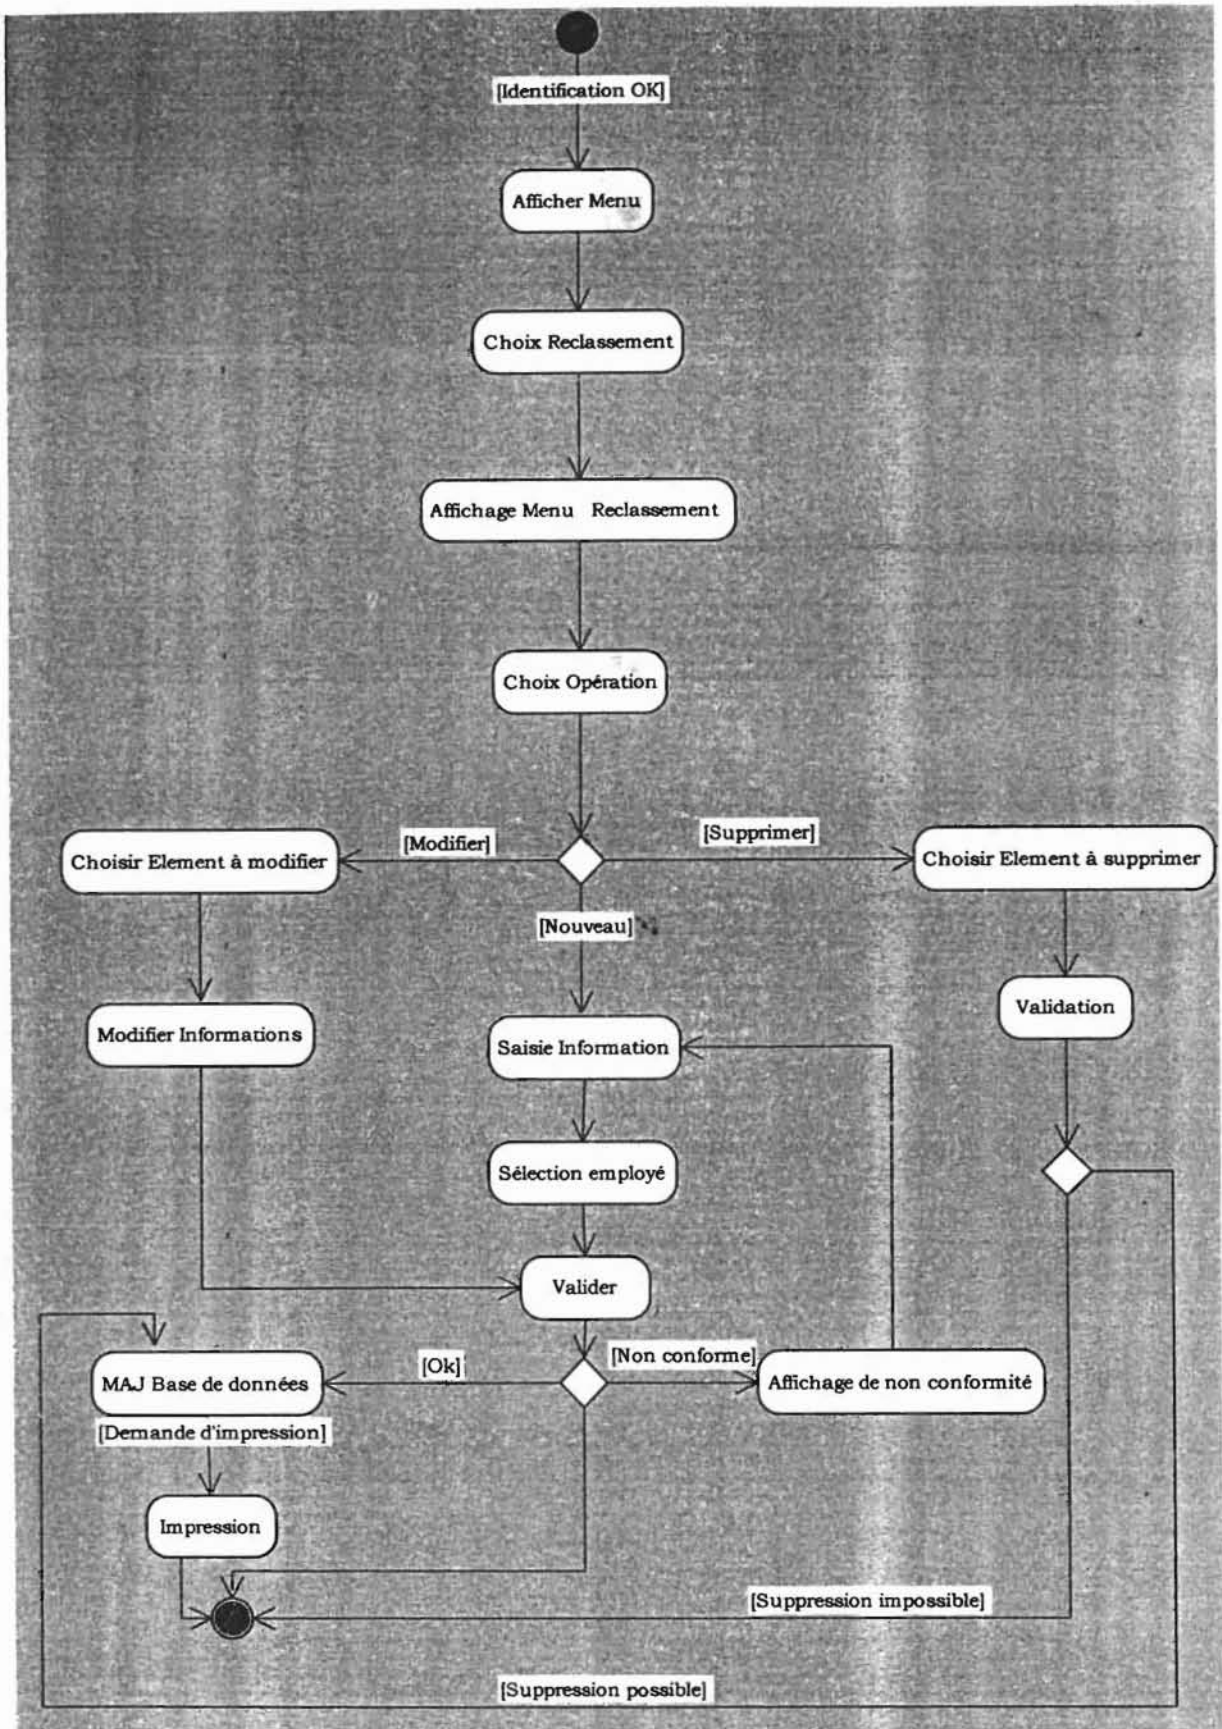 [Identification OK]
Afficher Menu
Choix Reclassement
Affichage Menu Reclassement
Choix Opération
[Modifier]
[Supprimer]
Choisir Element à modifier
Choisir Element à supprimer
[Nouveau]
Modifier Informations
Saisie Information
Validation
Sélection employé
Valider
[Ok]
[Non conforme]
MAJ Base de données
Affichage de non conformité
[Demande d'impression]
Impression
[Suppression impossible]
[Suppression possible]